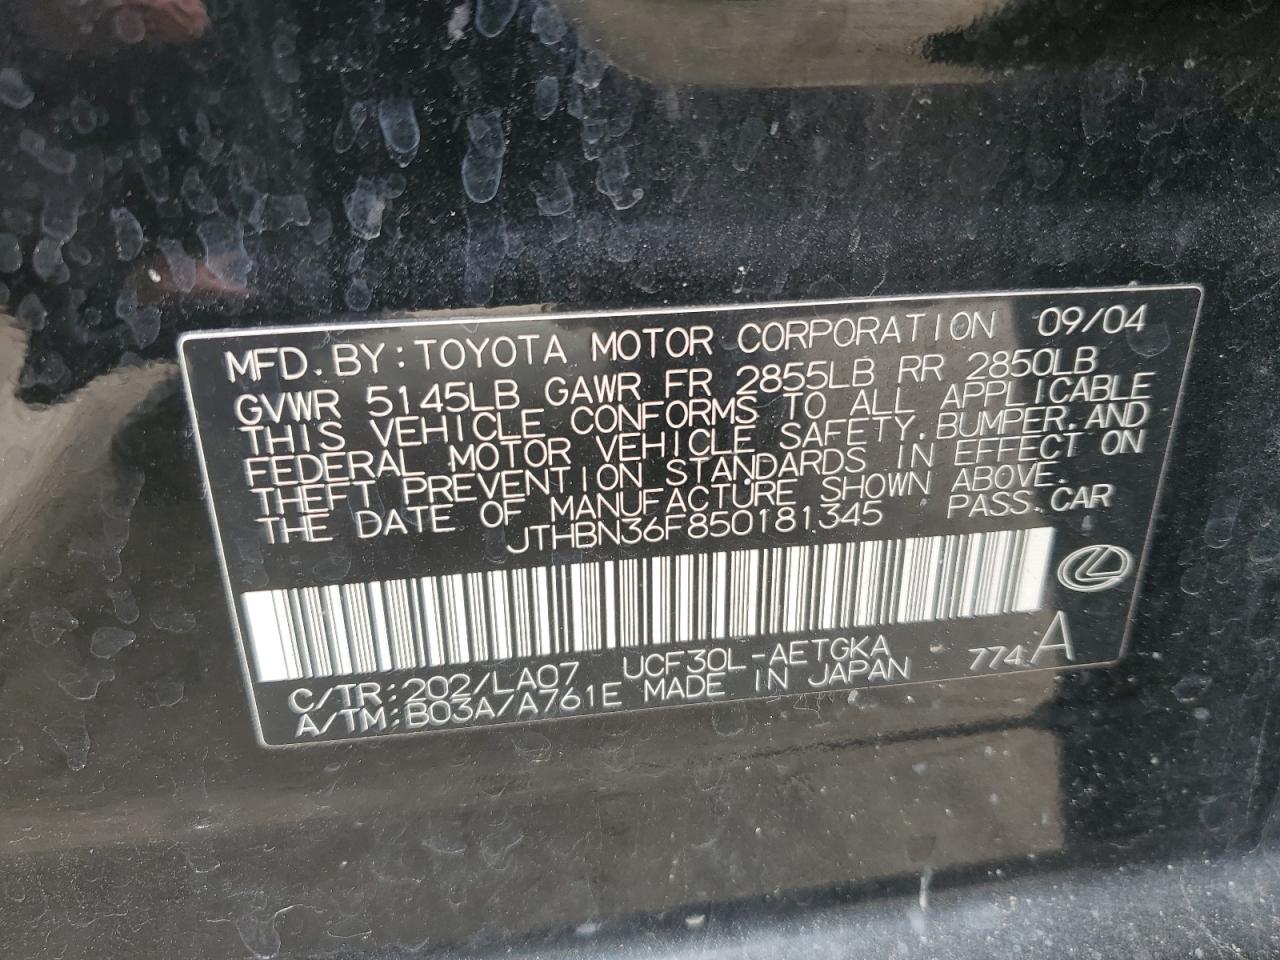 MFD. BY: TOYOTA MOTOR CORPORATION 09/04
GVWR 5145LB GAWR FR 2855LB RR 2850LB
THIS VEHICLE CONFORMS TO ALL APPLICABLE
FEDERAL MOTOR VEHICLE SAFETY, BUMPER, AND
THEFT PREVENTION STANDARDS IN EFFECT ON
THE DATE OF MANUFACTURE SHOWN ABOVE.
JTHBN36F850181345 PASS. CAR
C/TR: 202/LA07 UCF30L-AETGKA 774 A
A/TM: B03A/A761E MADE IN JAPAN